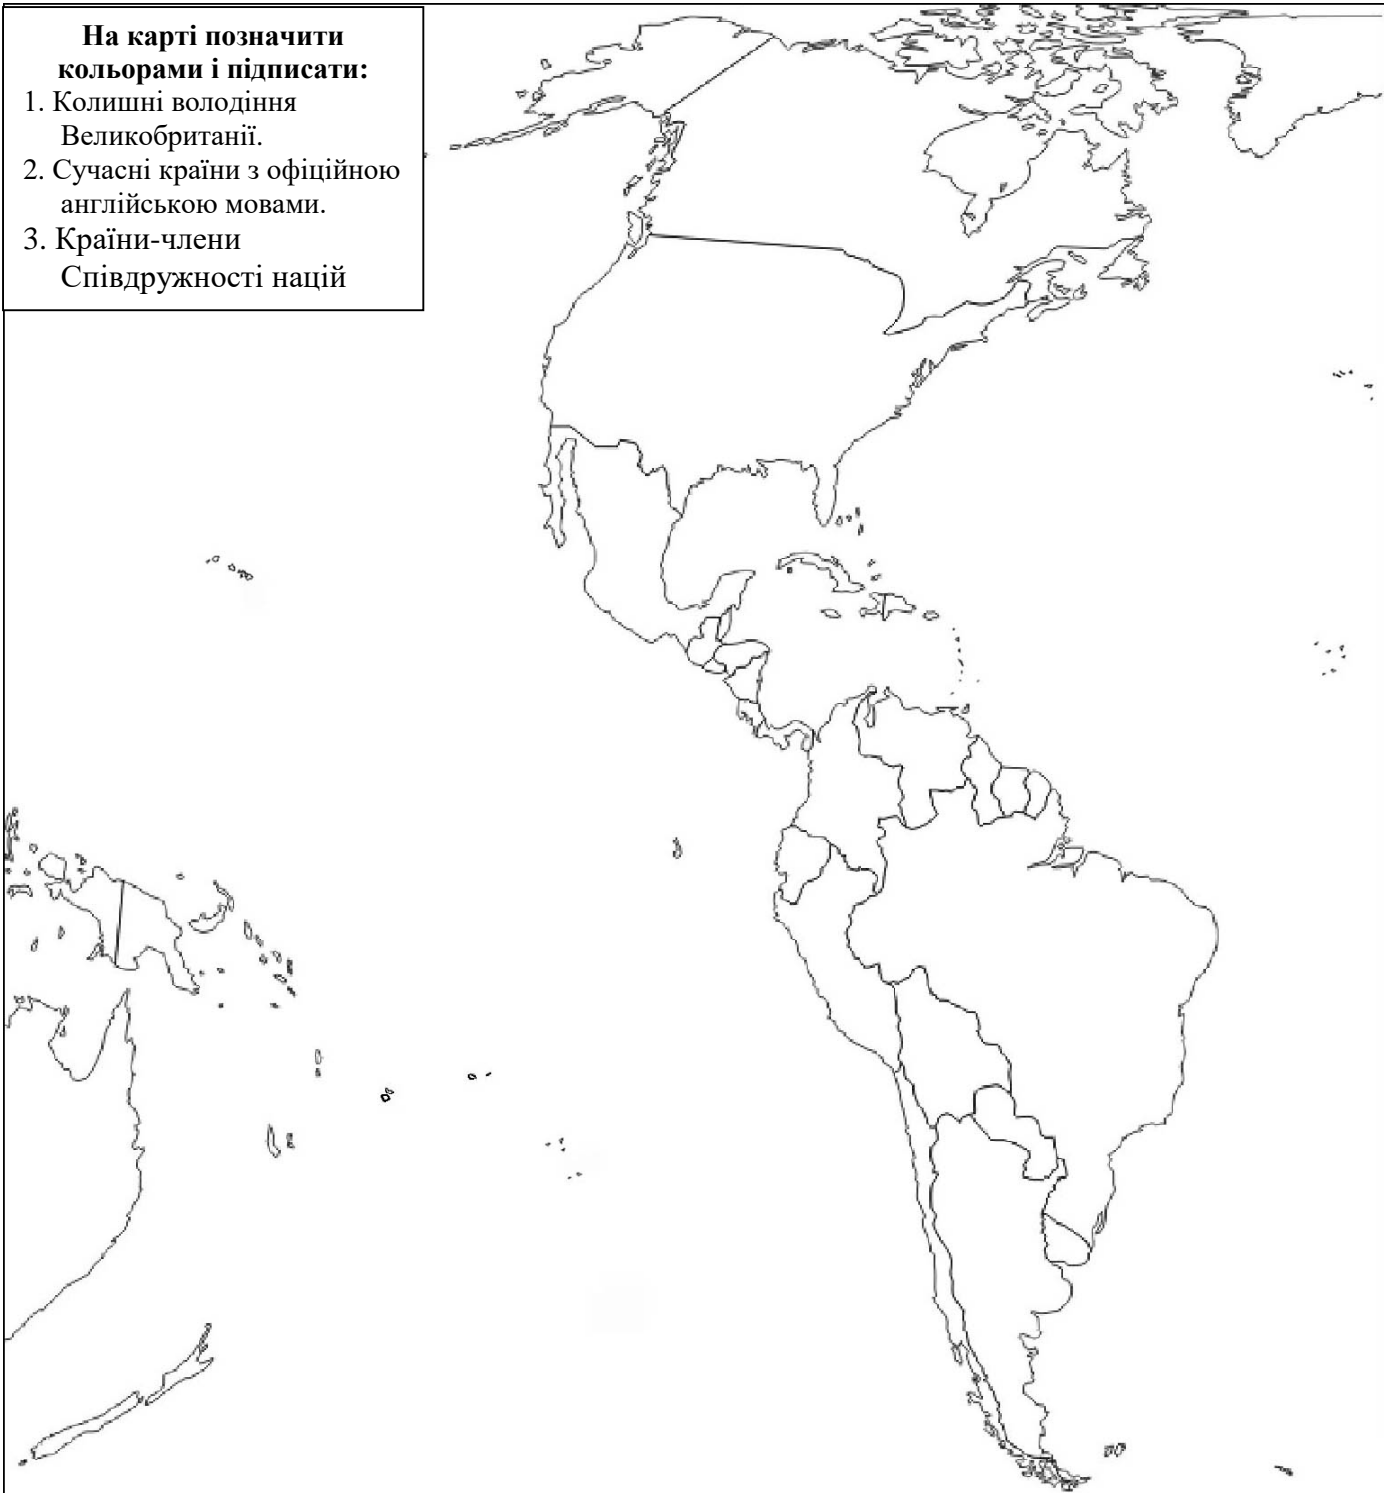 На карті позначити
кольорами і підписати:
1. Колишні володіння
Великобританії.
2. Сучасні країни з офіційною
англійською мовами.
3. Країни-члени
Співдружності націй